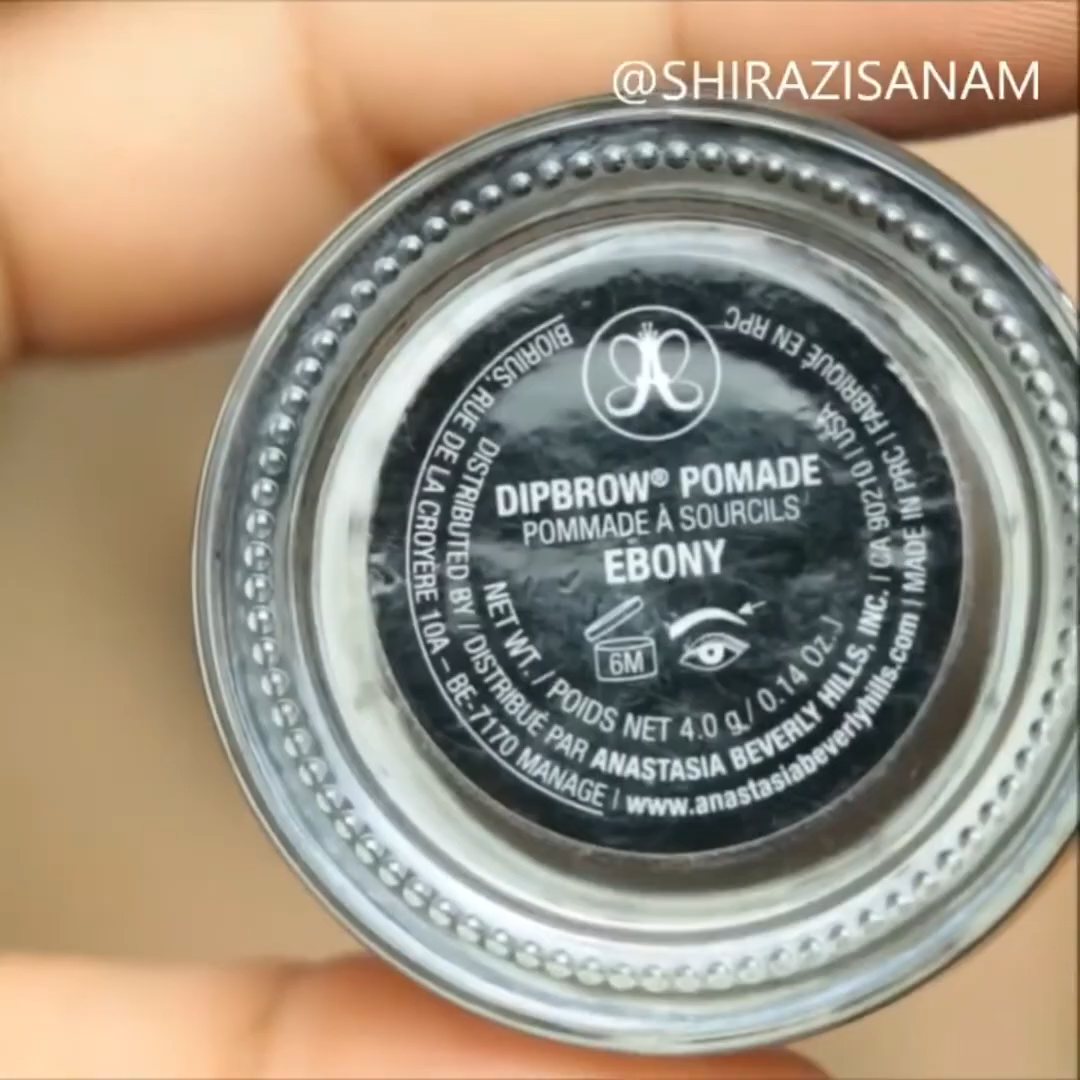 @SHIRAZISANAM
DIPBROW® POMADE
POMMADE À SOURCILS
EBONY
6M
NET WT. / POIDS NET 4.0 g / 0.14 Oz.
DISTRIBUTED BY / DISTRIBUÉ PAR ANASTASIA BEVERLY HILLS, INC. | CA 90210 | USA
BIORIUS, RUE DE LA CROYERE 10A – BE-7170 MANAGE | www.anastasiabeverlyhills.com | MADE IN PRC | FABRIQUÉ EN RPC